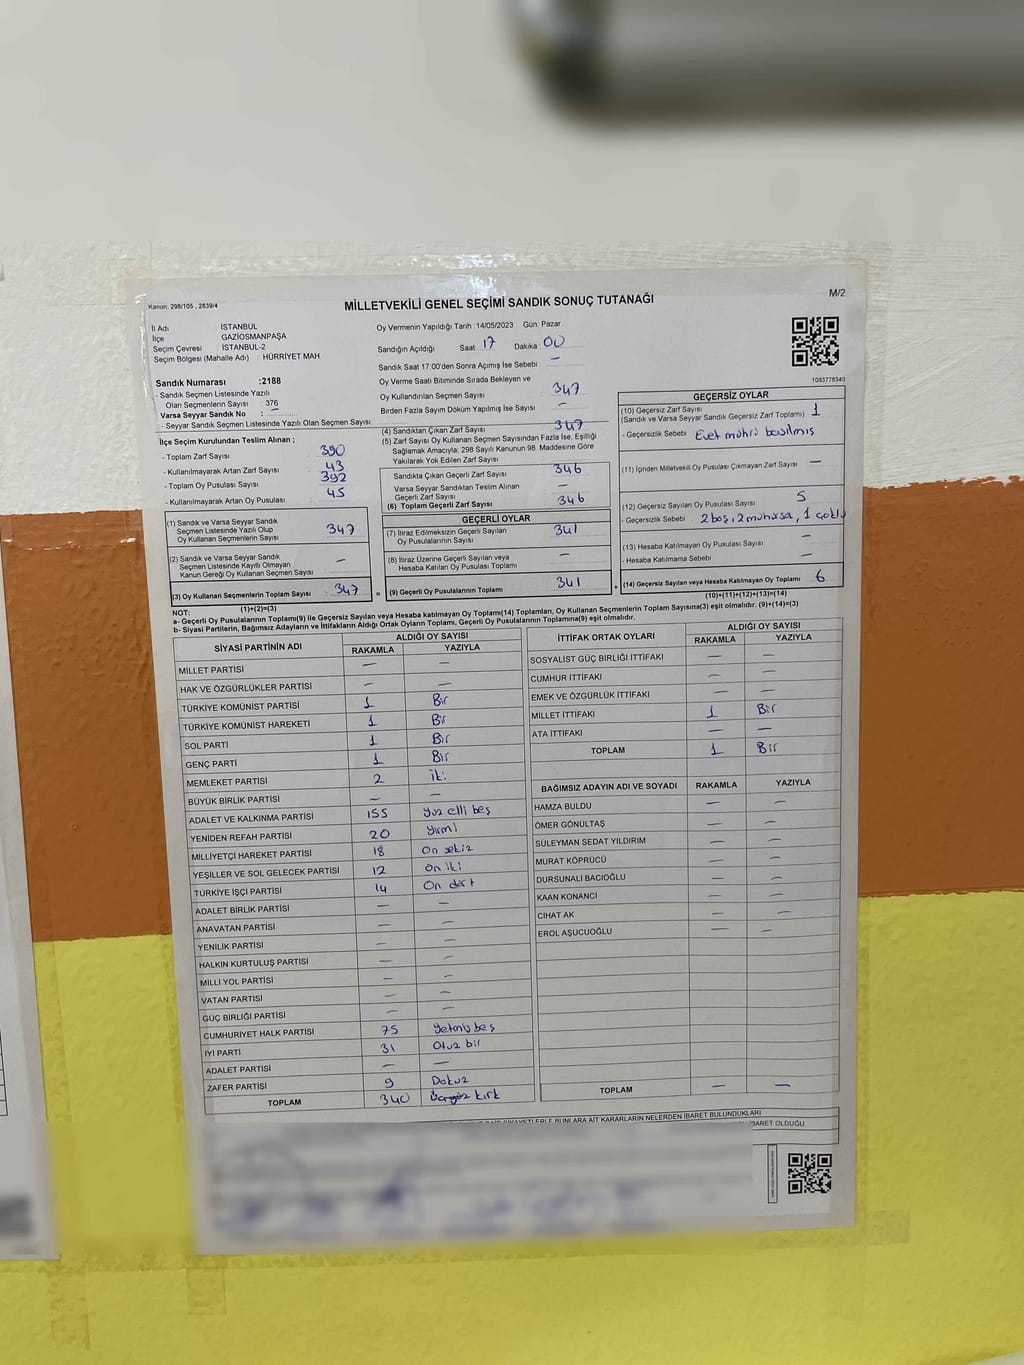 Kanun. 298/105 , 2839/4
MİLLETVEKİLİ GENEL SEÇİMİ SANDIK SONUÇ TUTANAĞI
M/2
İl Adı : İSTANBUL
İlçe GAZİOSMANPAŞA
Seçim Çevresi İSTANBUL-2
Seçim Bölgesi (Mahalle Adı) : HÜRRİYET MAH
Sandık Numarası :2188
- Sandık Seçmen Listesinde Yazılı
Olan Seçmenlerin Sayısı : 376
Varsa Seyyar Sandık No : –
- Seyyar Sandık Seçmen Listesinde Yazılı Olan Seçmen Sayısı:
İlçe Seçim Kurulundan Teslim Alınan ;
- Toplam Zarf Sayısı 390
- Kullanılmayarak Artan Zarf Sayısı 43
- Toplam Oy Pusulası Sayısı 392
- Kullanılmayarak Artan Oy Pusulası 45
Oy Vermenin Yapıldığı Tarih :14/05/2023 Gün: Pazar
Sandığın Açıldığı Saat 17 Dakika 00
Sandık Saat 17:00'den Sonra Açımış İse Sebebi –
Oy Verme Saati Bitiminde Sırada Bekleyen ve
Oy Kullandırılan Seçmen Sayısı 347
Birden Fazla Sayım Döküm Yapılmış İse Sayısı –
(4) Sandıktan Çıkan Zarf Sayısı 347
(5) Zarf Sayısı Oy Kullanan Seçmen Sayısından Fazla İse, Eşitliği
Sağlamak Amacıyla; 298 Sayılı Kanunun 98 Maddesine Göre
Yakılarak Yok Edilen Zarf Sayısı
Sandıkta Çıkan Geçerli Zarf Sayısı 346
Varsa Seyyar Sandıktan Teslim Alınan
Geçerli Zarf Sayısı –
(6) Toplam Geçerli Zarf Sayısı 346
1083778340
GEÇERSİZ OYLAR
(10) Geçersiz Zarf Sayısı
(Sandık ve Varsa Seyyar Sandık Geçersiz Zarf Toplamı) 1
- Geçersizlik Sebebi Evet mührü basılmış
(11) İçinden Milletvekili Oy Pusulası Çıkmayan Zarf Sayısı –
(12) Geçersiz Sayılan Oy Pusulası Sayısı 5
- Geçersizlik Sebebi 2 boş, 2 mühürsüz, 1 çoklu
(13) Hesaba Katılmayan Oy Pusulası Sayısı –
- Hesaba Katılmama Sebebi –
(14) Geçersiz Sayılan veya Hesaba Katılmayan Oy Toplamı 6
(10)+(11)+(12)+(13)=(14)
(1) Sandık ve Varsa Seyyar Sandık
Seçmen Listesinde Yazılı Olup
Oy Kullanan Seçmenlerin Sayısı 347
(2) Sandık ve Varsa Seyyar Sandık
Seçmen Listesinde Kayıtlı Olmayan
Kanun Gereği Oy Kullanan Seçmen Sayısı –
(3) Oy Kullanan Seçmenlerin Toplam Sayısı 347 =
(1)+(2)=(3)
GEÇERLİ OYLAR
(7) İtiraz Edilmeksizin Geçerli Sayılan
Oy Pusulalarının Sayısı 341
(8) İtiraz Üzerine Geçerli Sayılan veya
Hesaba Katılan Oy Pusulası Toplamı –
(9) Geçerli Oy Pusulalarının Toplamı 341 +
NOT:
a- Geçerli Oy Pusulalarının Toplamı(9) ile Geçersiz Sayılan veya Hesaba katılmayan Oy Toplamı(14) Toplamları, Oy Kullanan Seçmenlerin Toplam Sayısına(3) eşit olmalıdır. (9)+(14)=(3)
b- Siyasi Partilerin, Bağımsız Adayların ve İttifakların Aldığı Ortak Oyların Toplamı, Geçerli Oy Pusulalarının Toplamına(9) eşit olmalıdır.
SİYASİ PARTİNİN ADI ALDIĞI OY SAYISI
RAKAMLA YAZIYLA
MİLLET PARTİSİ – –
HAK VE ÖZGÜRLÜKLER PARTİSİ – –
TÜRKİYE KOMÜNİST PARTİSİ 1 Bir
TÜRKİYE KOMÜNİST HAREKETİ 1 Bir
SOL PARTİ 1 Bir
GENÇ PARTİ 1 Bir
MEMLEKET PARTİSİ 2 iki
BÜYÜK BİRLİK PARTİSİ – –
ADALET VE KALKINMA PARTİSİ 155 Yüz elli beş
YENİDEN REFAH PARTİSİ 20 Yirmi
MİLLİYETÇİ HAREKET PARTİSİ 18 On sekiz
YEŞİLLER VE SOL GELECEK PARTİSİ 12 On iki
TÜRKİYE İŞÇİ PARTİSİ 14 On dört
ADALET BİRLİK PARTİSİ – –
ANAVATAN PARTİSİ – –
YENİLİK PARTİSİ – –
HALKIN KURTULUŞ PARTİSİ – –
MİLLİ YOL PARTİSİ – –
VATAN PARTİSİ – –
GÜÇ BİRLİĞİ PARTİSİ – –
CUMHURİYET HALK PARTİSİ 75 Yetmiş beş
İYİ PARTİ 31 Otuz bir
ADALET PARTİSİ – –
ZAFER PARTİSİ 9 Dokuz
TOPLAM 340 Üçyüz kırk
İTTİFAK ORTAK OYLARI ALDIĞI OY SAYISI
RAKAMLA YAZIYLA
SOSYALİST GÜÇ BİRLİĞİ İTTİFAKI – –
CUMHUR İTTİFAKI – –
EMEK VE ÖZGÜRLÜK İTTİFAKI – –
MİLLET İTTİFAKI 1 Bir
ATA İTTİFAKI – –
TOPLAM 1 Bir
BAĞIMSIZ ADAYIN ADI VE SOYADI RAKAMLA YAZIYLA
HAMZA BULDU – –
ÖMER GÖNÜLTAŞ – –
SÜLEYMAN SEDAT YILDIRIM – –
MURAT KÖPRÜCÜ – –
DURSUNALİ BACIOĞLU – –
KAAN KONANCİ – –
CİHAT AK – –
EROL AŞUCUOĞLU – –
TOPLAM – –
BUNLARA AİT KARARLARIN NELERDEN İBARET BULUNDUKLARI
İBARET OLDUĞU